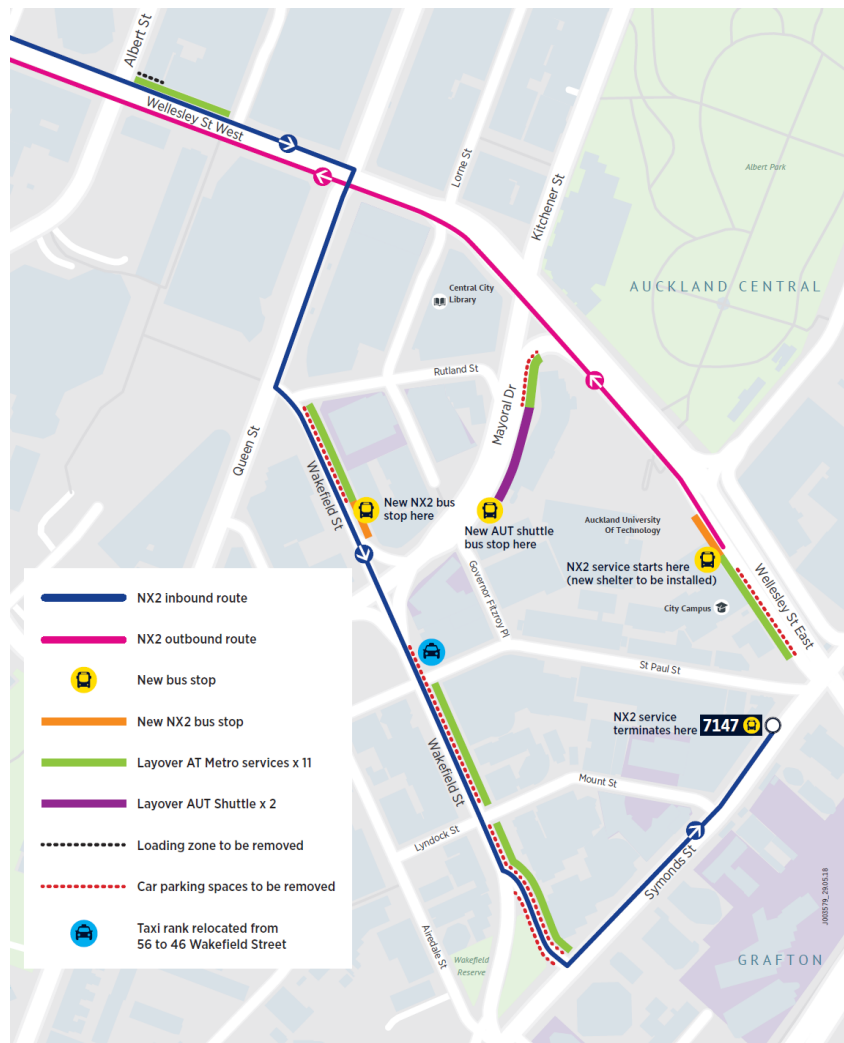 Albert St
Wellesley St West
Lorne St
Kitchener St
Albert Park
AUCKLAND CENTRAL
Central City
Library
Rutland St
Mayoral Dr
Queen St
Wakefield St
New NX2 bus
stop here
New AUT shuttle
bus stop here
Auckland University
Of Technology
NX2 service starts here
(new shelter to be installed)
City Campus
Wellesley St East
Governor Fitzroy Pl
St Paul St
NX2 service
terminates here
7147
Wakefield St
Mount St
Lyndock St
Symonds St
Airedale St
Wakefield
Reserve
GRAFTON
J003579_29.05.18
NX2 inbound route
NX2 outbound route
New bus stop
New NX2 bus stop
Layover AT Metro services x 11
Layover AUT Shuttle x 2
Loading zone to be removed
Car parking spaces to be removed
Taxi rank relocated from
56 to 46 Wakefield Street